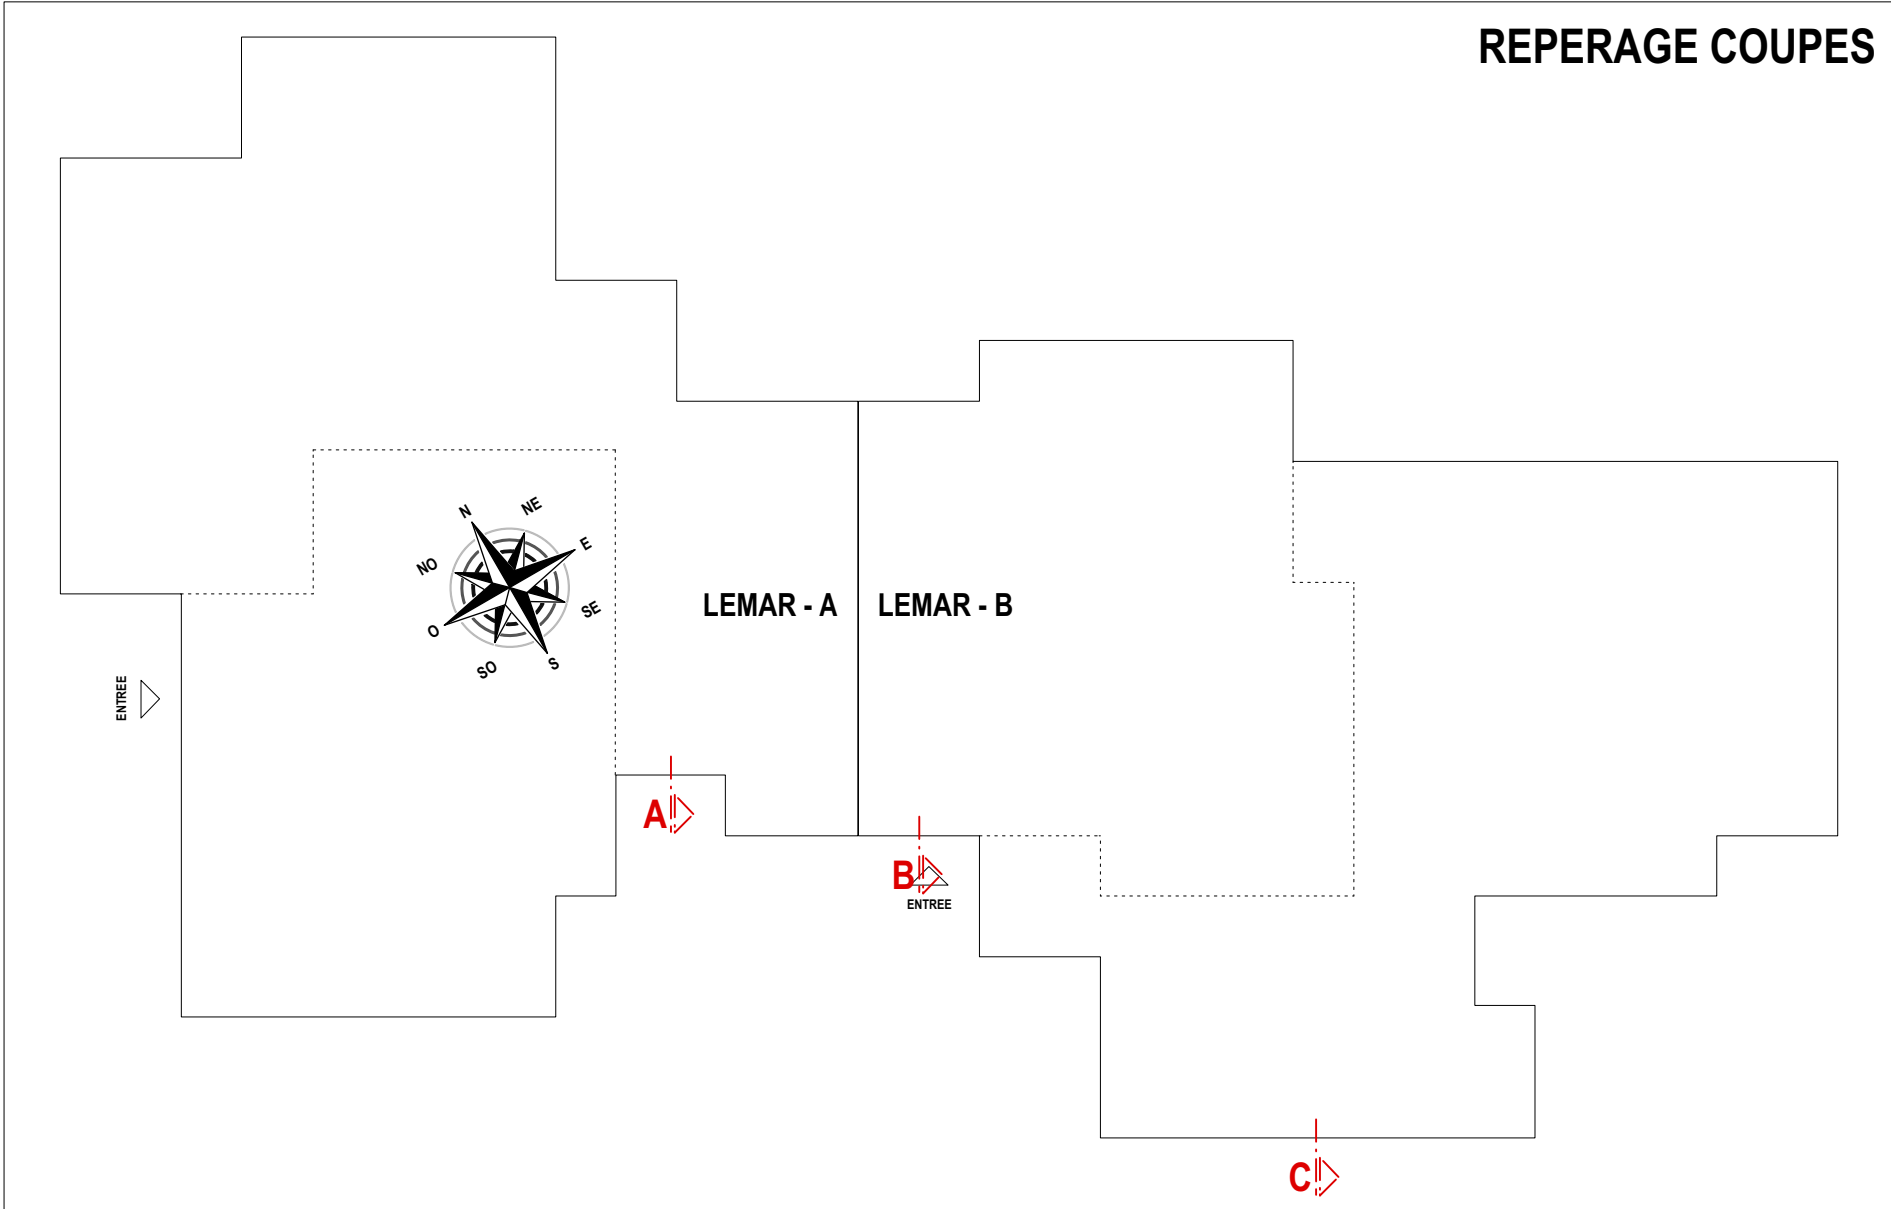 REPERAGE COUPES
N
NE
E
NO
SE
O
SO
S
LEMAR - A
LEMAR - B
ENTREE
A
B
ENTREE
C